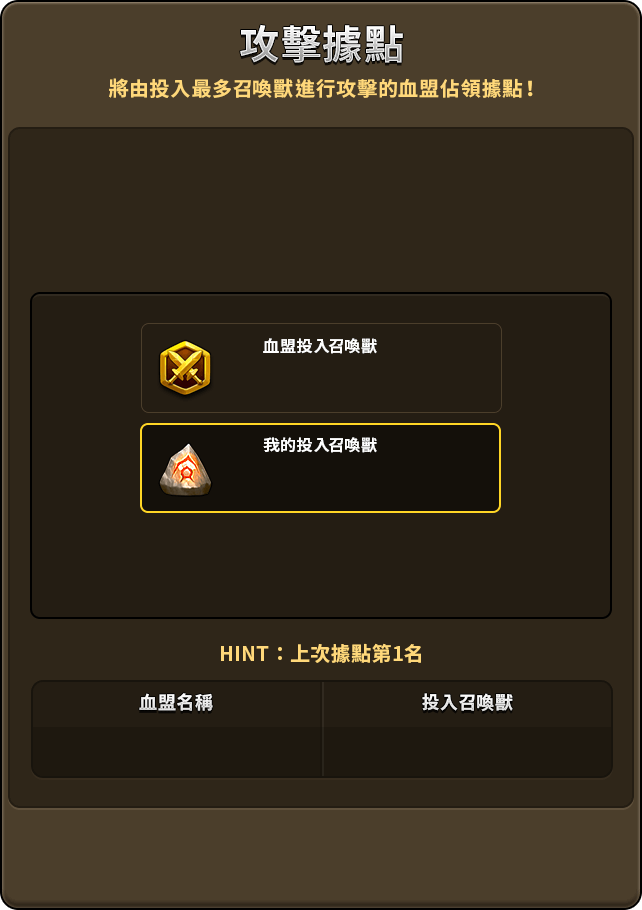 攻擊據點
將由投入最多召喚獸進行攻擊的血盟佔領據點！
血盟投入召喚獸
我的投入召喚獸
HINT：上次據點第1名
血盟名稱
投入召喚獸